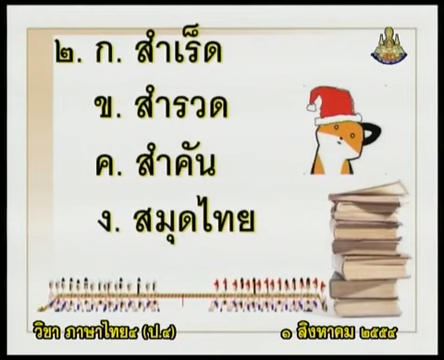 ๒. ก. สำเร็ด
ข. สำรวด
ค. สำคัน
ง. สมุดไทย
วิชา ภาษาไทย๔ (ป.๔)
๑ สิงหาคม ๒๕๕๔